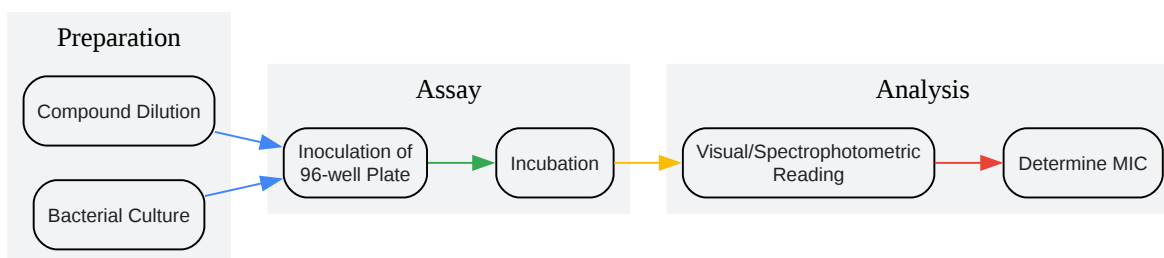 Preparation
Compound Dilution
Bacterial Culture
Assay
Inoculation of
96-well Plate
Incubation
Analysis
Visual/Spectrophotometric
Reading
Determine MIC